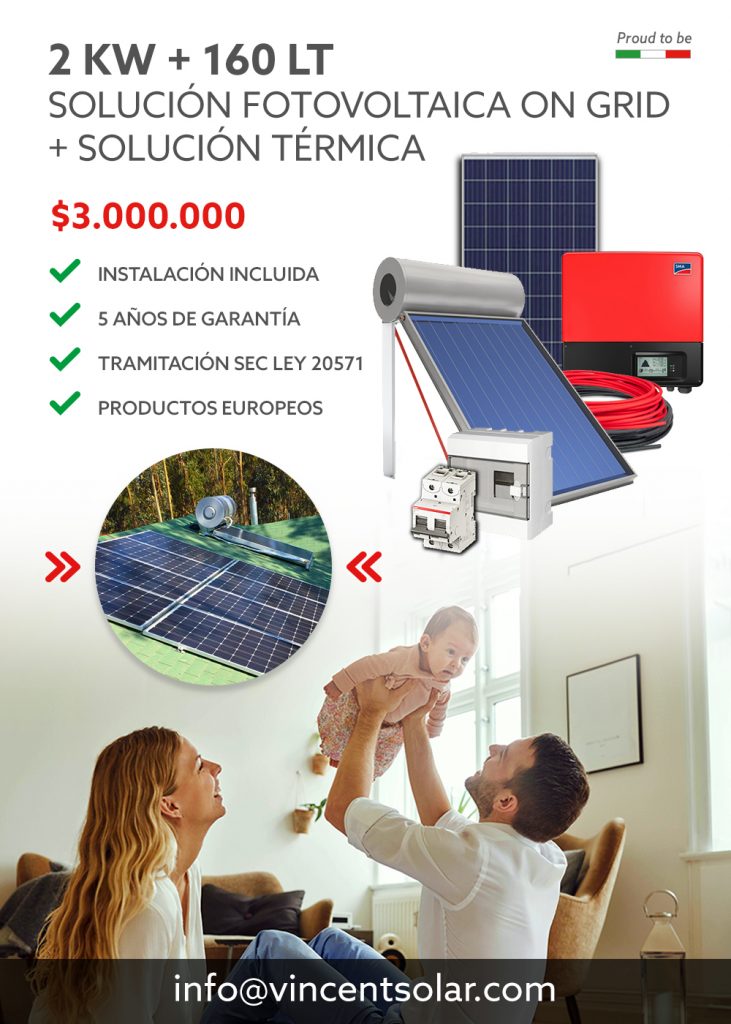 Proud to be
2 KW + 160 LT
SOLUCIÓN FOTOVOLTAICA ON GRID
+ SOLUCIÓN TÉRMICA
$3.000.000
INSTALACIÓN INCLUIDA
5 AÑOS DE GARANTÍA
TRAMITACIÓN SEC LEY 20571
PRODUCTOS EUROPEOS
SMA
info@vincentsolar.com